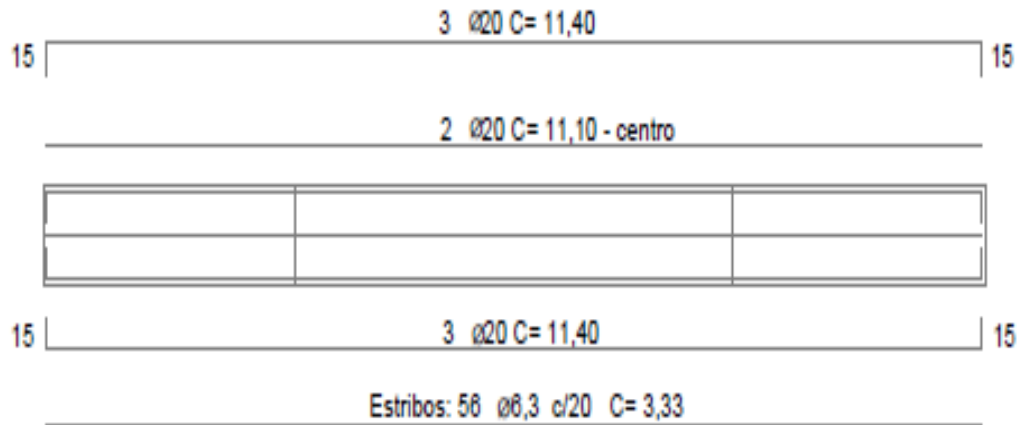 3 Ø20 C= 11,40
15 15
2 Ø20 C= 11,10 - centro
15 3 Ø20 C= 11,40 15
Estribos: 56 Ø6,3 c/20 C= 3,33